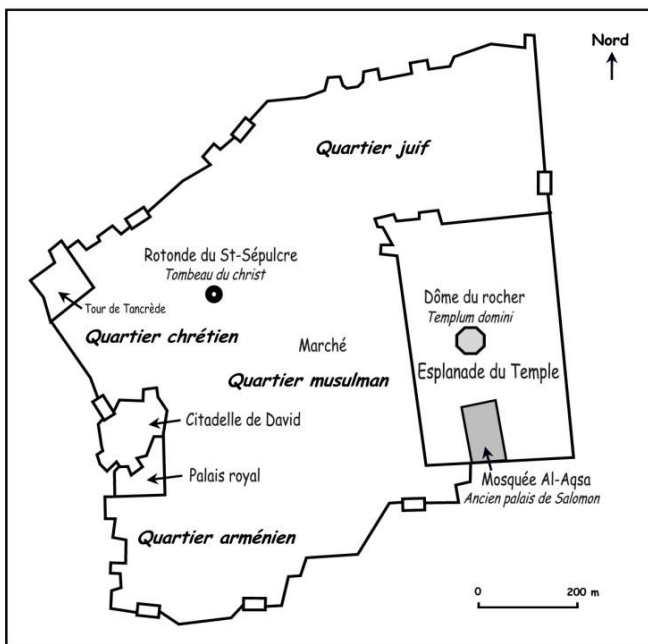 Nord
Quartier juif
Rotonde du St-Sépulcre
Tombeau du christ
Tour de Tancrède
Dôme du rocher
Templum domini
Quartier chrétien
Marché
Esplanade du Temple
Quartier musulman
Citadelle de David
Palais royal
Mosquée Al-Aqsa
Ancien palais de Salomon
Quartier arménien
0 200 m